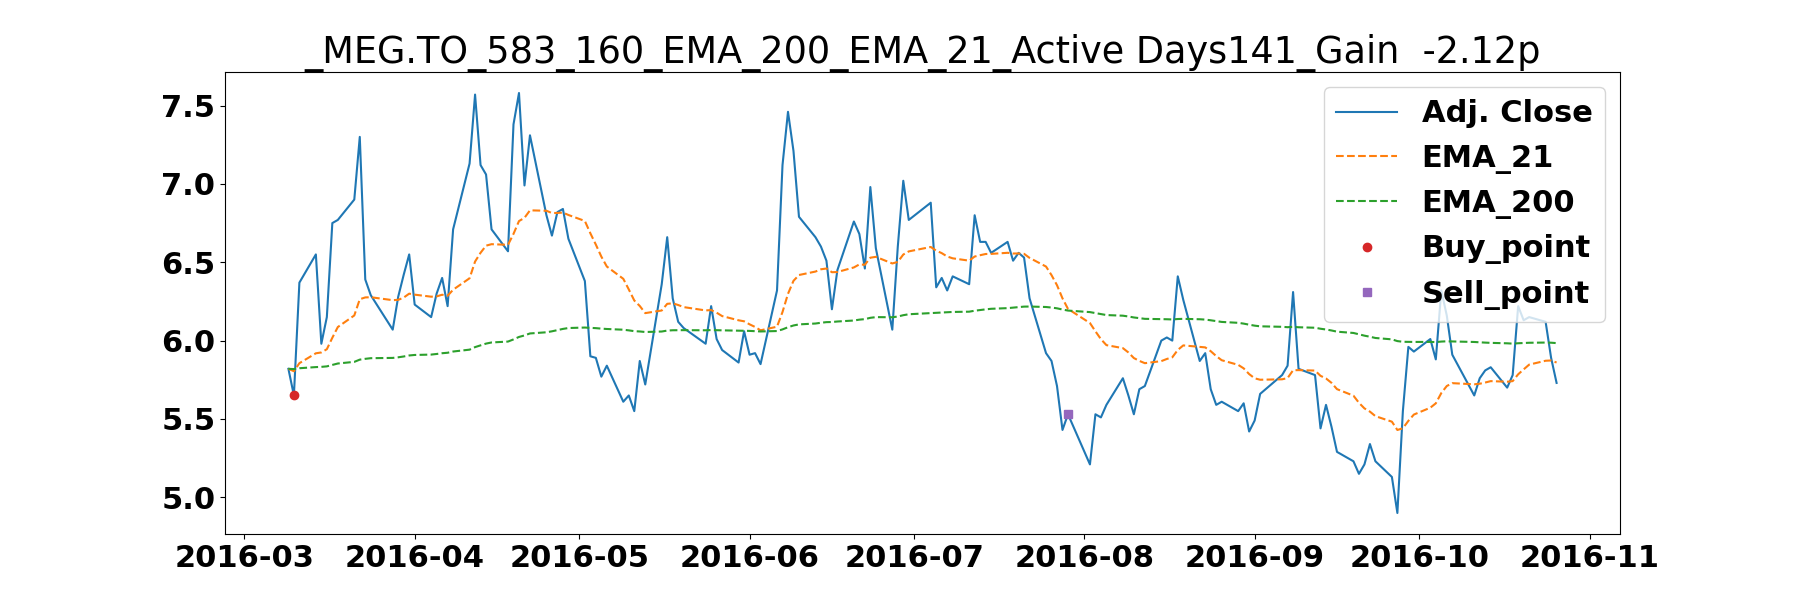 _MEG.TO_583_160_EMA_200_EMA_21_Active Days141_Gain  -2.12p
7.5
7.0
6.5
6.0
5.5
5.0
Adj. Close
EMA_21
EMA_200
Buy_point
Sell_point
2016-03 2016-04 2016-05 2016-06 2016-07 2016-08 2016-09 2016-10 2016-11